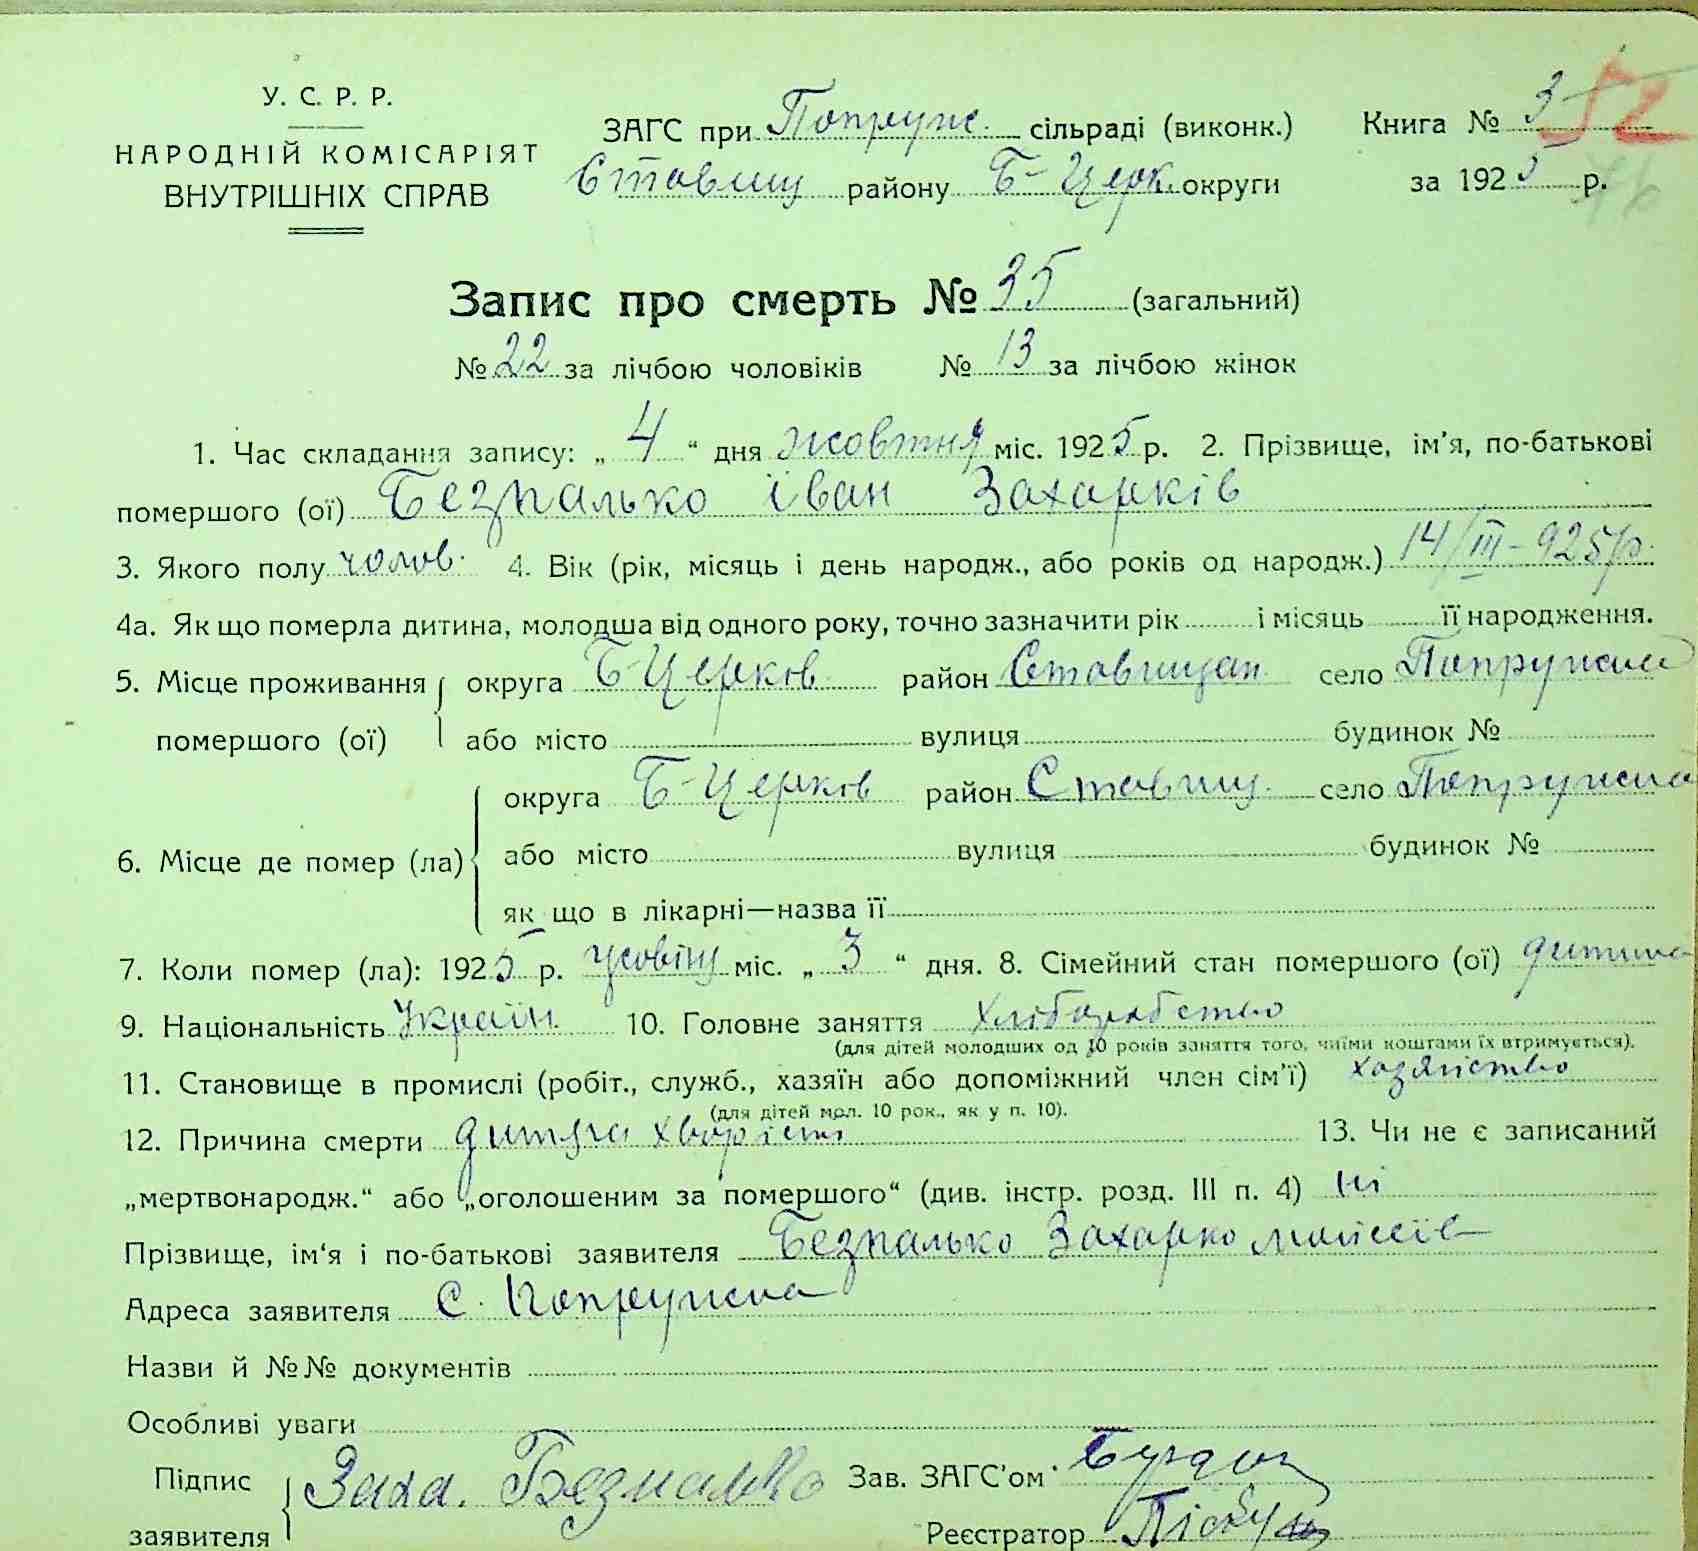 У. С. Р. Р.
НАРОДНІЙ КОМІСАРІЯТ
ВНУТРІШНІХ СПРАВ
ЗАГС при Попруж. сільраді (виконк.)
Ставищ району Б-Церк. округи
Книга № 3
52
за 1925 р.
Запис про смерть № 35 (загальний)
№ 22 за лічбою чоловіків № 13 за лічбою жінок
1. Час складання запису: „ 4 “ дня жовтня міс. 1925 р. 2. Прізвище, ім'я, по-батькові
помершого (ої) Безпалько Іван Захарків
3. Якого полу чолов. 4. Вік (рік, місяць і день народж., або років од народж.) 14/III-925 р.
4а. Як що померла дитина, молодша від одного року, точно зазначити рік і місяць її народження.
5. Місце проживання округа Б-Церков район Ставищан село Попружна
помершого (ої) або місто вулиця будинок №
округа Б-Церков район Ставищ. село Попружна
6. Місце де помер (ла) або місто вулиця будинок №
як що в лікарні—назва її
7. Коли помер (ла): 1925 р. міс. „ 3 “ дня. 8. Сімейний стан помершого (ої) дитина
9. Національність Україн. 10. Головне заняття хліборобство
(для дітей молодших од 10 років заняття того, чиїми коштами їх втримується).
11. Становище в промислі (робіт., служб., хазяїн або допоміжний член сім'ї) хозяйство
(для дітей мол. 10 рок., як у п. 10).
12. Причина смерти дитяча хворість 13. Чи не є записаний
„мертвонародж.“ або „оголошеним за помершого“ (див. інстр. розд. III п. 4) ні
Прізвище, ім'я і по-батькові заявителя Безпалько Захарко Мойсеїв
Адреса заявителя с. Попружна
Назви й №№ документів
Особливі уваги
Підпис Заха. Безпалько Зав. ЗАГС'ом
заявителя Реєстратор